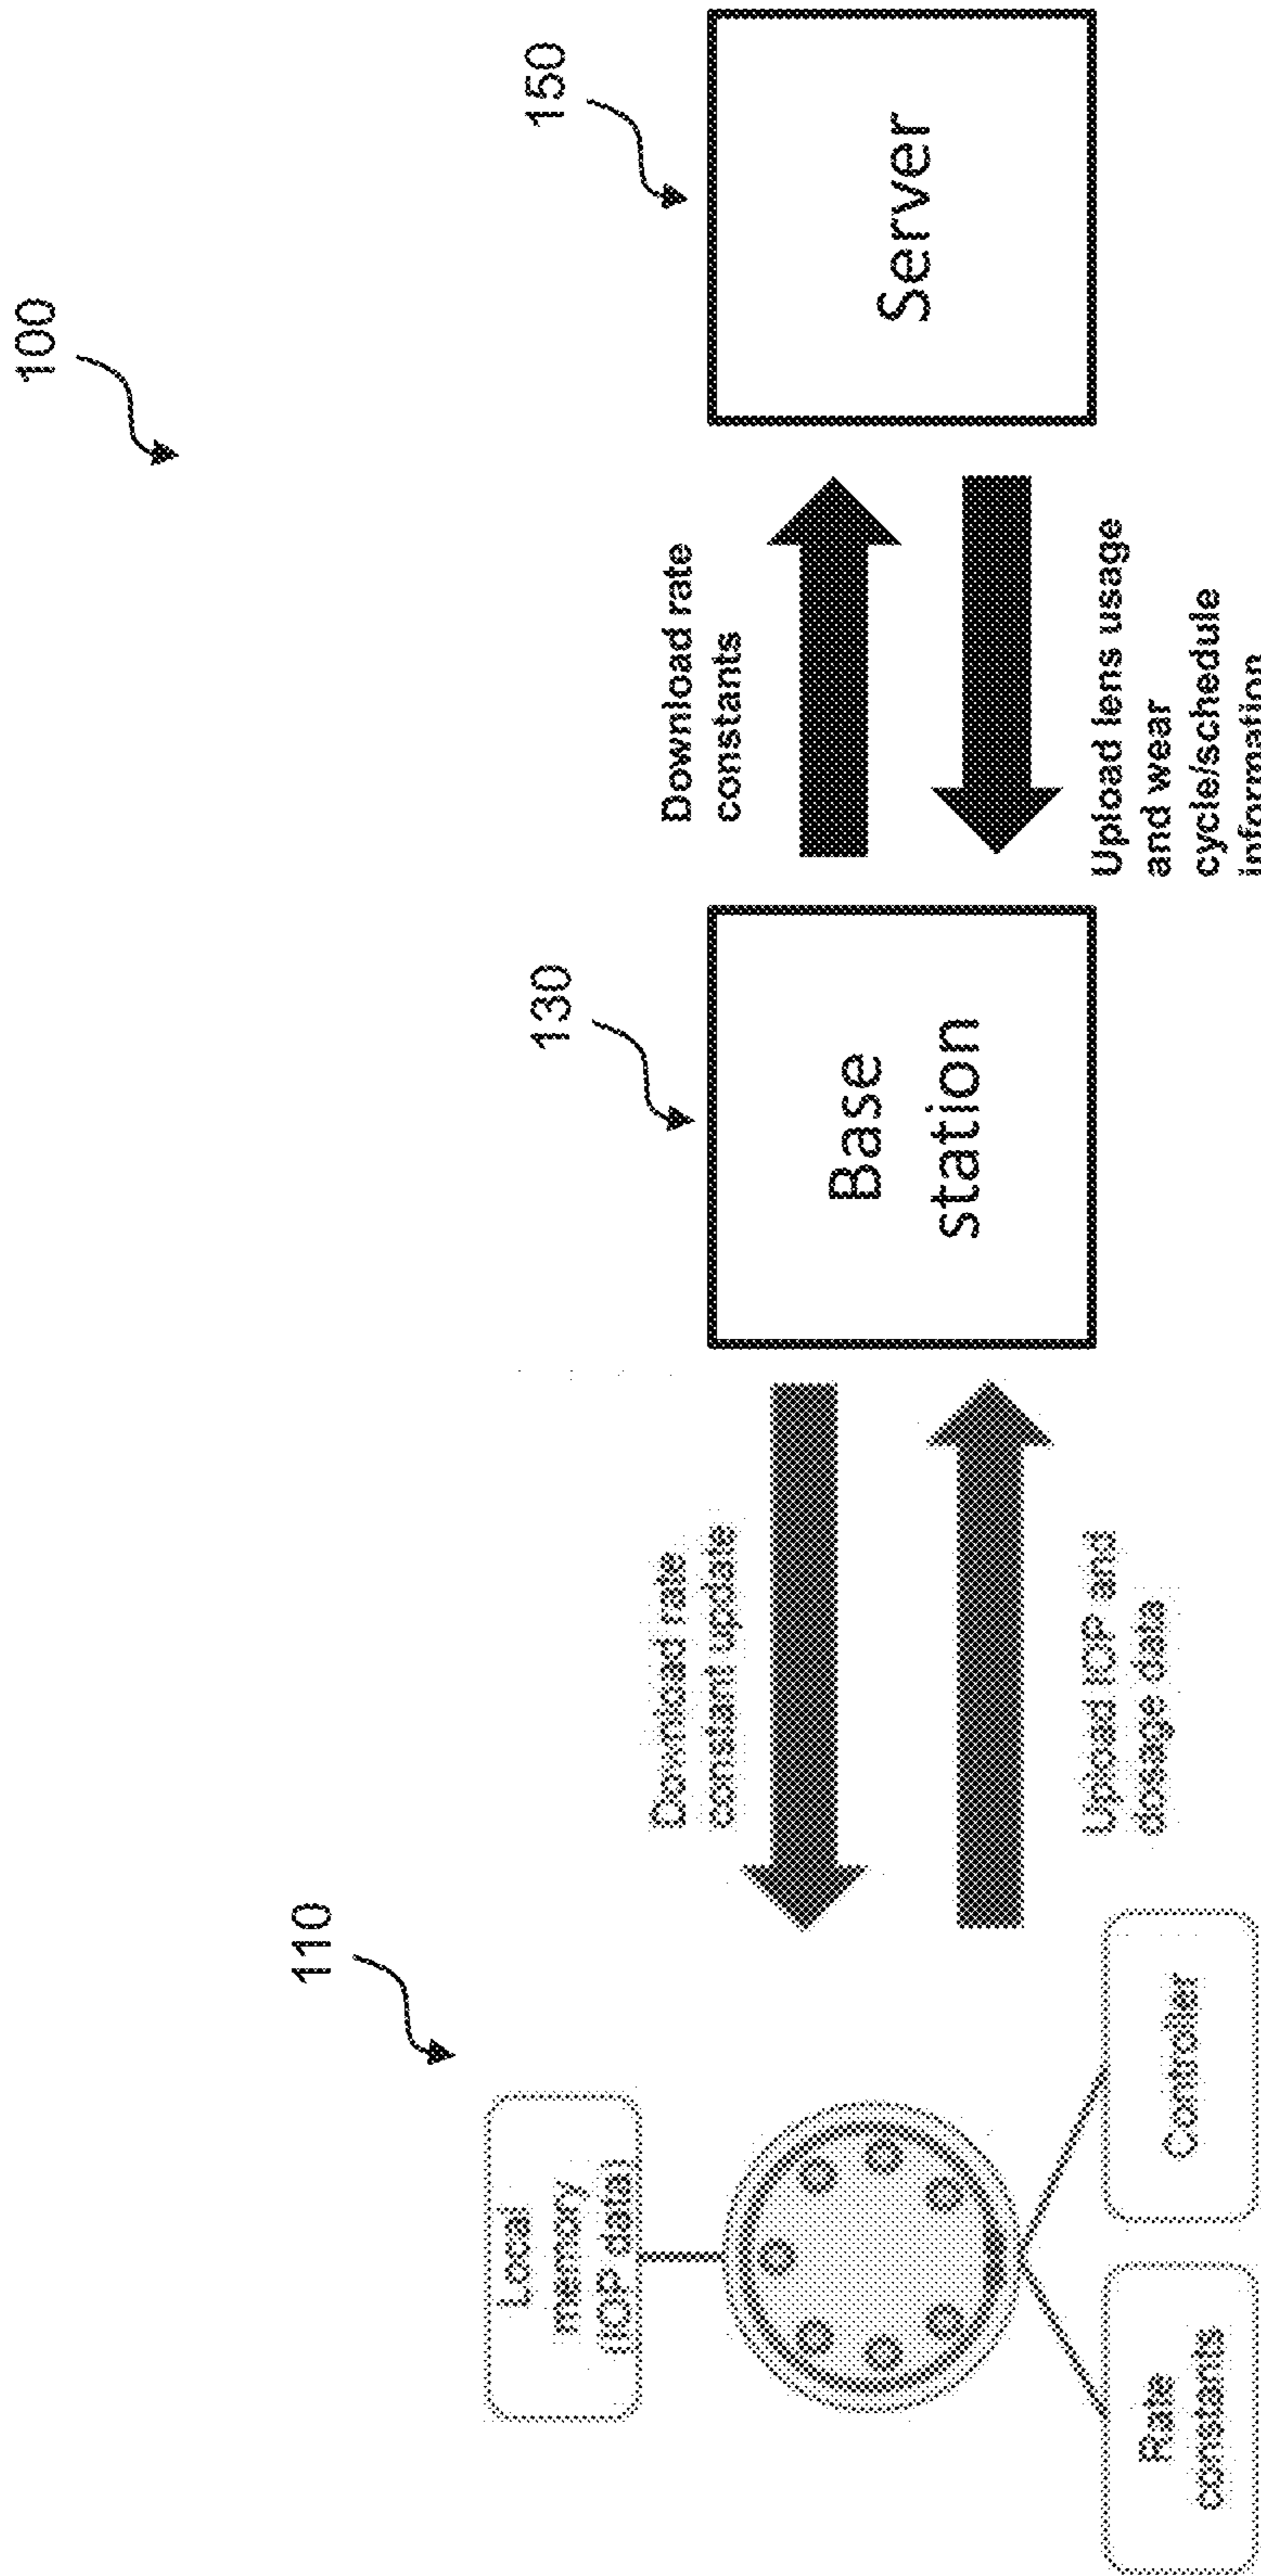 100
110
Local
memory
(IOP data)
Rate
constants
Controller
Download rate
constant update
Upload IOP and
dosage data
130
Base
station
Download rate
constants
Upload lens usage
and wear
cycle/schedule
information
150
Server